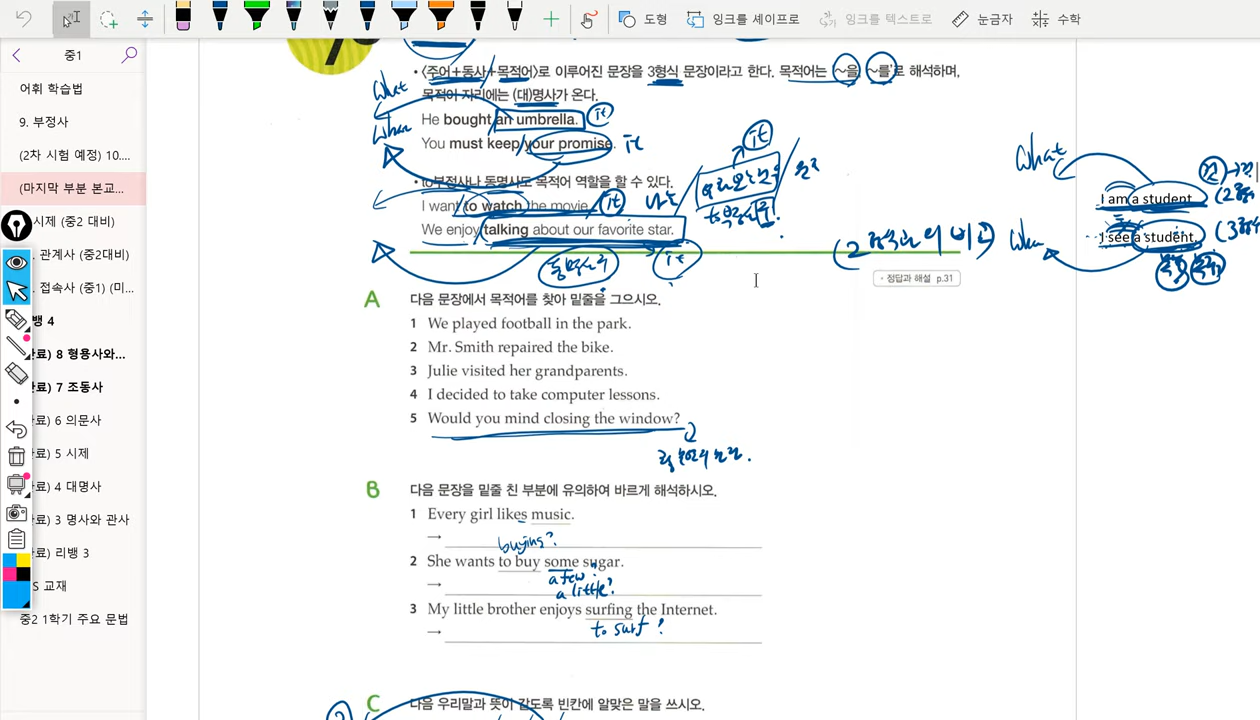 도형
잉크를 셰이프로
잉크를 텍스트로
눈금자
수학
중1
어휘 학습법
9. 부정사
(2차 시험 예정) 10....
(마지막 부분 본교...
시제 (중2 대비)
. 관계사 (중2대비)
. 접속사 (중1) (미...
뱅 4
료) 8 형용사와...
료) 7 조동사
료) 6 의문사
료) 5 시제
료) 4 대명사
료) 3 명사와 관사
료) 리뱅 3
S 교재
중2 1학기 주요 문법
• 〈주어+동사+목적어〉로 이루어진 문장을 3형식 문장이라고 한다. 목적어는 '~을, ~를'로 해석하며,
목적어 자리에는 (대)명사가 온다.
what
He bought an umbrella. it
when
You must keep your promise. it
it
• to부정사나 동명사도 목적어 역할을 할 수 있다.
I want to watch the movie. it 나는
We enjoy talking about our favorite star.
it
what
I am a student
I see a student.
• 정답과 해설 p.31
A 다음 문장에서 목적어를 찾아 밑줄을 그으시오.
1 We played football in the park.
2 Mr. Smith repaired the bike.
3 Julie visited her grandparents.
4 I decided to take computer lessons.
5 Would you mind closing the window?
B 다음 문장을 밑줄 친 부분에 유의하여 바르게 해석하시오.
1 Every girl likes music.
→
buying?
2 She wants to buy some sugar.
a few?
→
a little?
3 My little brother enjoys surfing the Internet.
→
to surf!
C 다음 우리말과 뜻이 같도록 빈칸에 알맞은 말을 쓰시오.